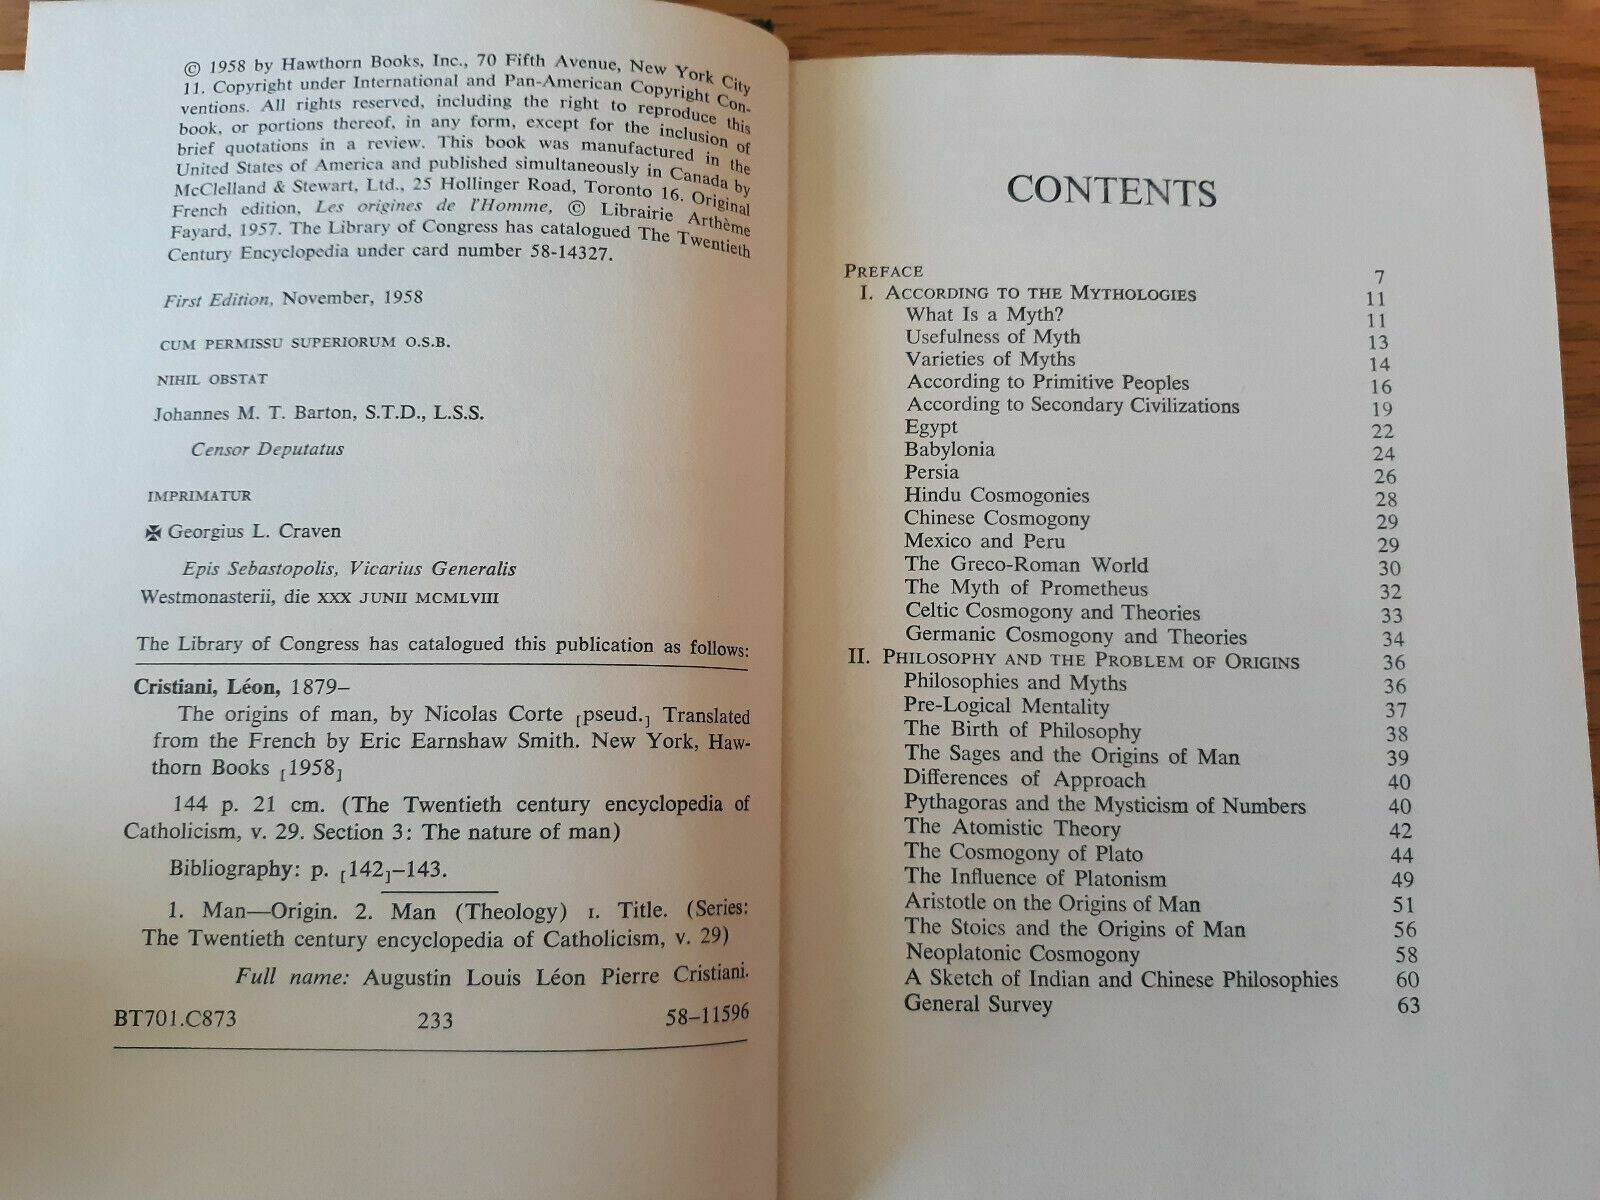 © 1958 by Hawthorn Books, Inc., 70 Fifth Avenue, New York City
11. Copyright under International and Pan-American Copyright Con-
ventions. All rights reserved, including the right to reproduce this
book, or portions thereof, in any form, except for the inclusion of
brief quotations in a review. This book was manufactured in the
United States of America and published simultaneously in Canada by
McClelland & Stewart, Ltd., 25 Hollinger Road, Toronto 16. Original
French edition, Les origines de l'Homme, © Librairie Arthème
Fayard, 1957. The Library of Congress has catalogued The Twentieth
Century Encyclopedia under card number 58-14327.
First Edition, November, 1958
CUM PERMISSU SUPERIORUM O.S.B.
NIHIL OBSTAT
Johannes M. T. Barton, S.T.D., L.S.S.
Censor Deputatus
IMPRIMATUR
✠ Georgius L. Craven
Epis Sebastopolis, Vicarius Generalis
Westmonasterii, die XXX JUNII MCMLVIII
The Library of Congress has catalogued this publication as follows:
Cristiani, Léon, 1879–
The origins of man, by Nicolas Corte [pseud.] Translated
from the French by Eric Earnshaw Smith. New York, Haw-
thorn Books [1958]
144 p. 21 cm. (The Twentieth century encyclopedia of
Catholicism, v. 29. Section 3: The nature of man)
Bibliography: p. [142]–143.
1. Man—Origin. 2. Man (Theology) I. Title. (Series:
The Twentieth century encyclopedia of Catholicism, v. 29)
Full name: Augustin Louis Léon Pierre Cristiani.
BT701.C873 233 58–11596
CONTENTS
PREFACE 7
I. ACCORDING TO THE MYTHOLOGIES 11
What Is a Myth? 11
Usefulness of Myth 13
Varieties of Myths 14
According to Primitive Peoples 16
According to Secondary Civilizations 19
Egypt 22
Babylonia 24
Persia 26
Hindu Cosmogonies 28
Chinese Cosmogony 29
Mexico and Peru 29
The Greco-Roman World 30
The Myth of Prometheus 32
Celtic Cosmogony and Theories 33
Germanic Cosmogony and Theories 34
II. PHILOSOPHY AND THE PROBLEM OF ORIGINS 36
Philosophies and Myths 36
Pre-Logical Mentality 37
The Birth of Philosophy 38
The Sages and the Origins of Man 39
Differences of Approach 40
Pythagoras and the Mysticism of Numbers 40
The Atomistic Theory 42
The Cosmogony of Plato 44
The Influence of Platonism 49
Aristotle on the Origins of Man 51
The Stoics and the Origins of Man 56
Neoplatonic Cosmogony 58
A Sketch of Indian and Chinese Philosophies 60
General Survey 63